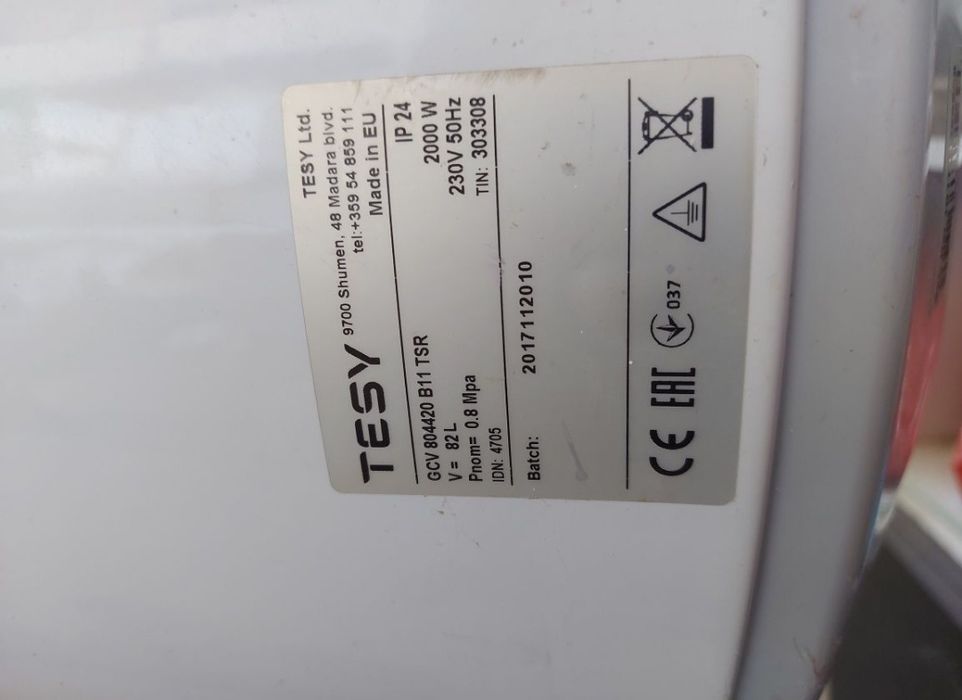 TESY
TESY Ltd.
9700 Shumen, 48 Madara blvd.
tel:+359 54 859 111
Made in EU
GCV 804420 B11 TSR IP 24
V = 82 L 2000 W
Pnom= 0.8 Mpa 230V 50Hz
IDN: 4705 TIN: 303308
Batch: 2017112010
CE EAC 037